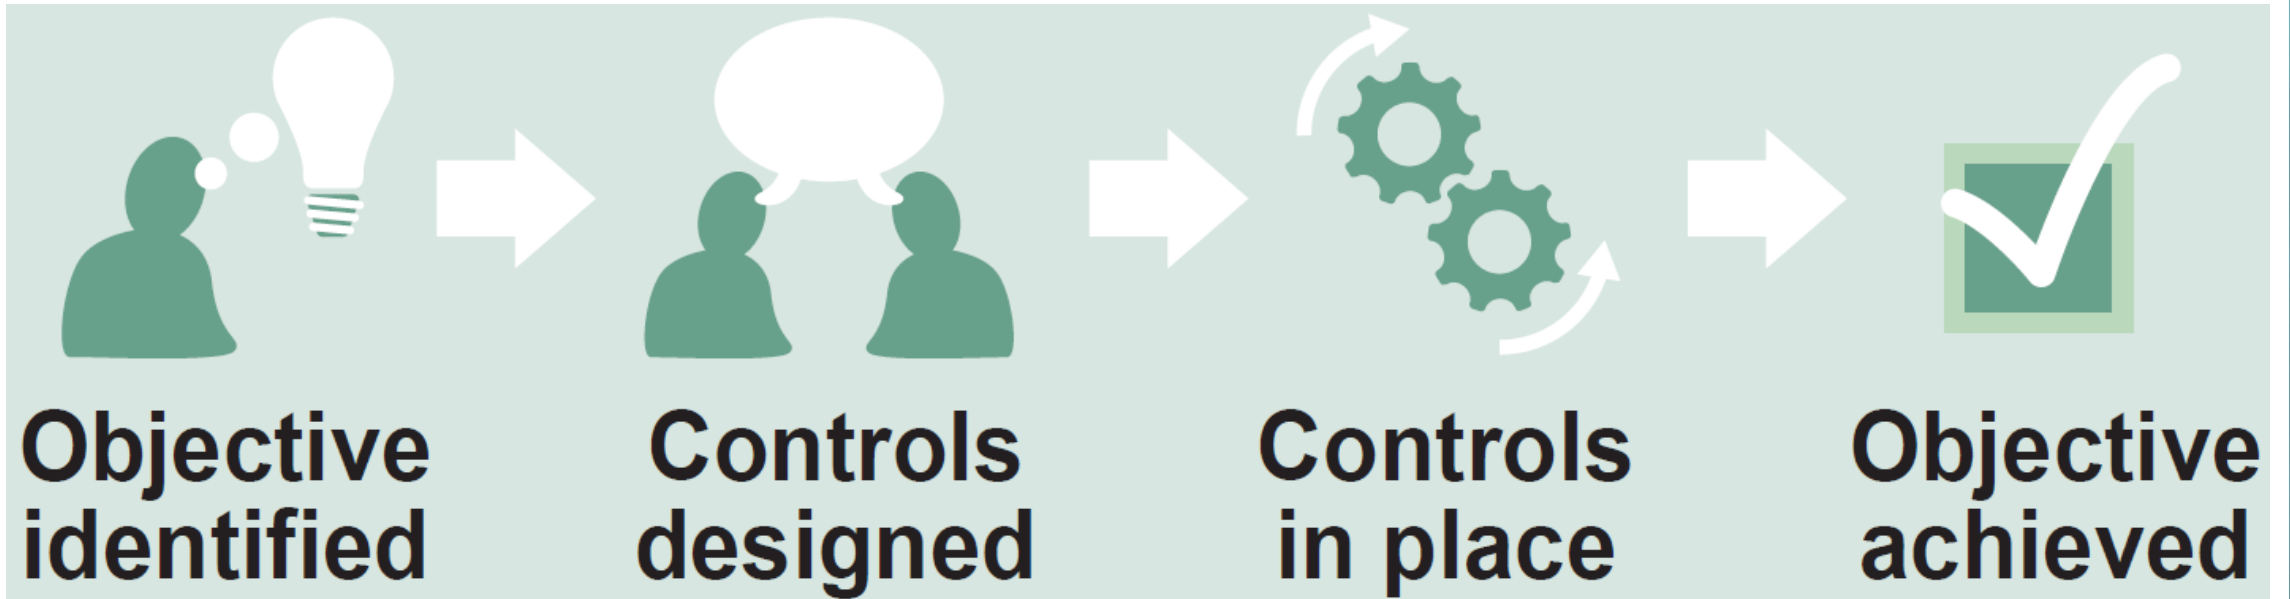 Objective
identified
Controls
designed
Controls
in place
Objective
achieved